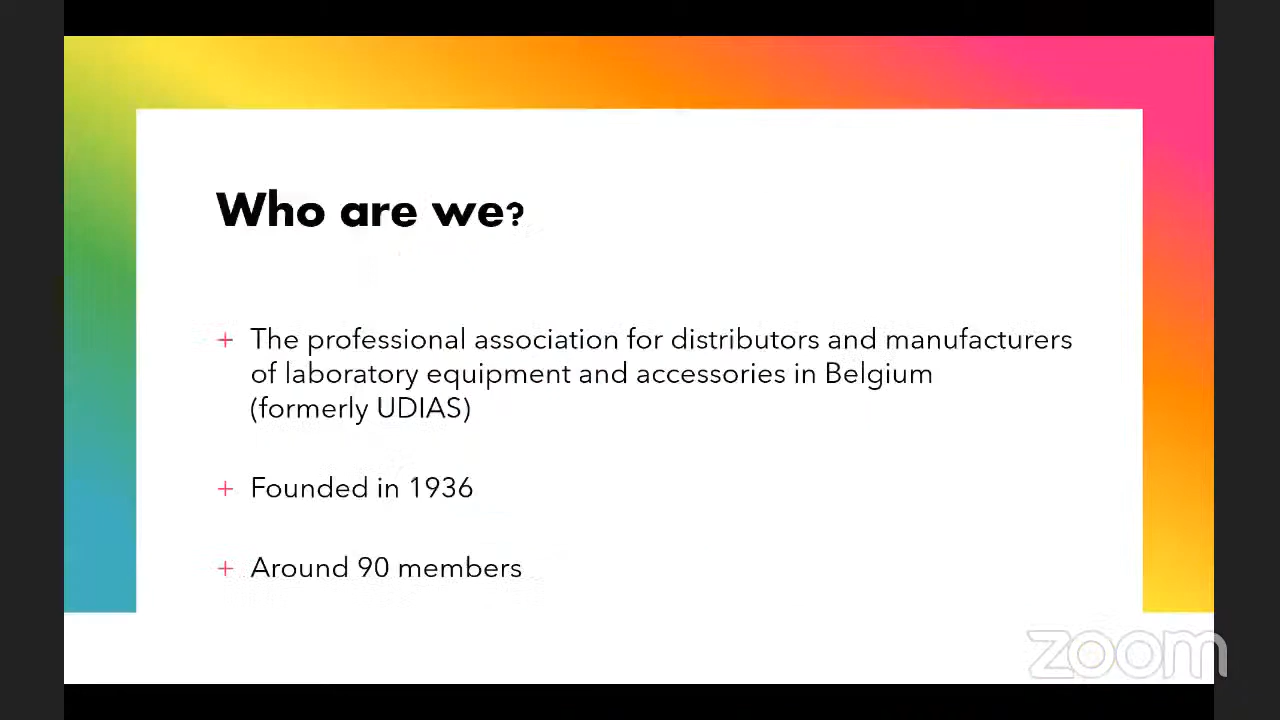 Who are we?
+ The professional association for distributors and manufacturers
of laboratory equipment and accessories in Belgium
(formerly UDIAS)
+ Founded in 1936
+ Around 90 members
zoom